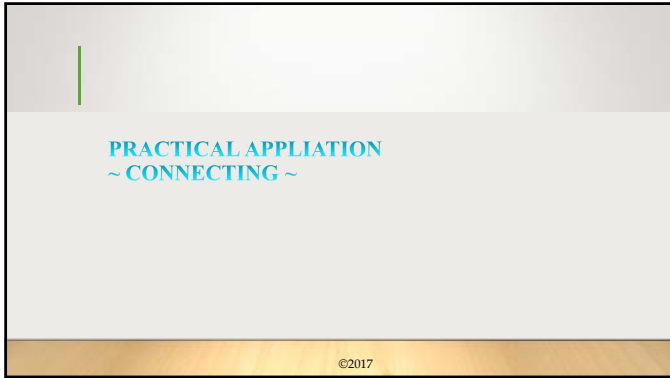 PRACTICAL APPLIATION
~ CONNECTING ~
©2017